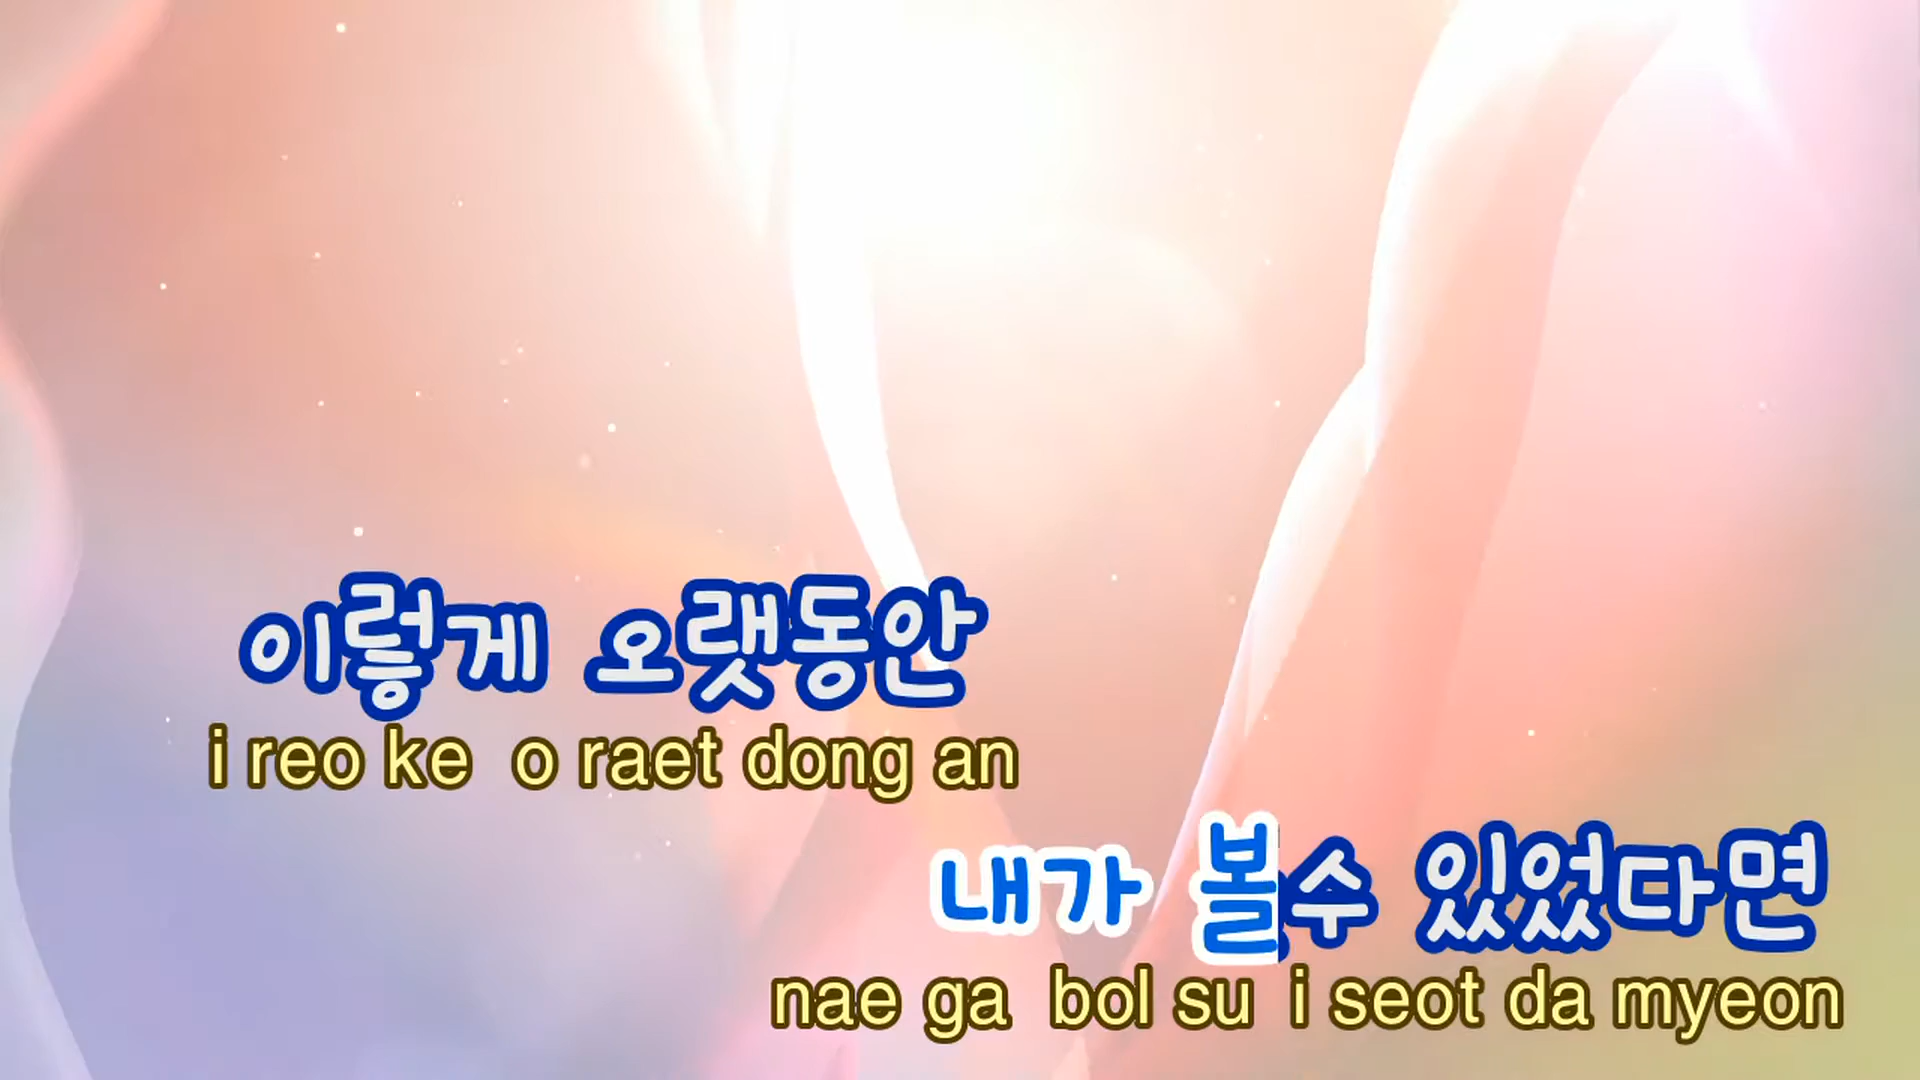 이렇게 오랫동안
i reo ke o raet dong an
내가 볼수 있었다면
nae ga bol su i seot da myeon